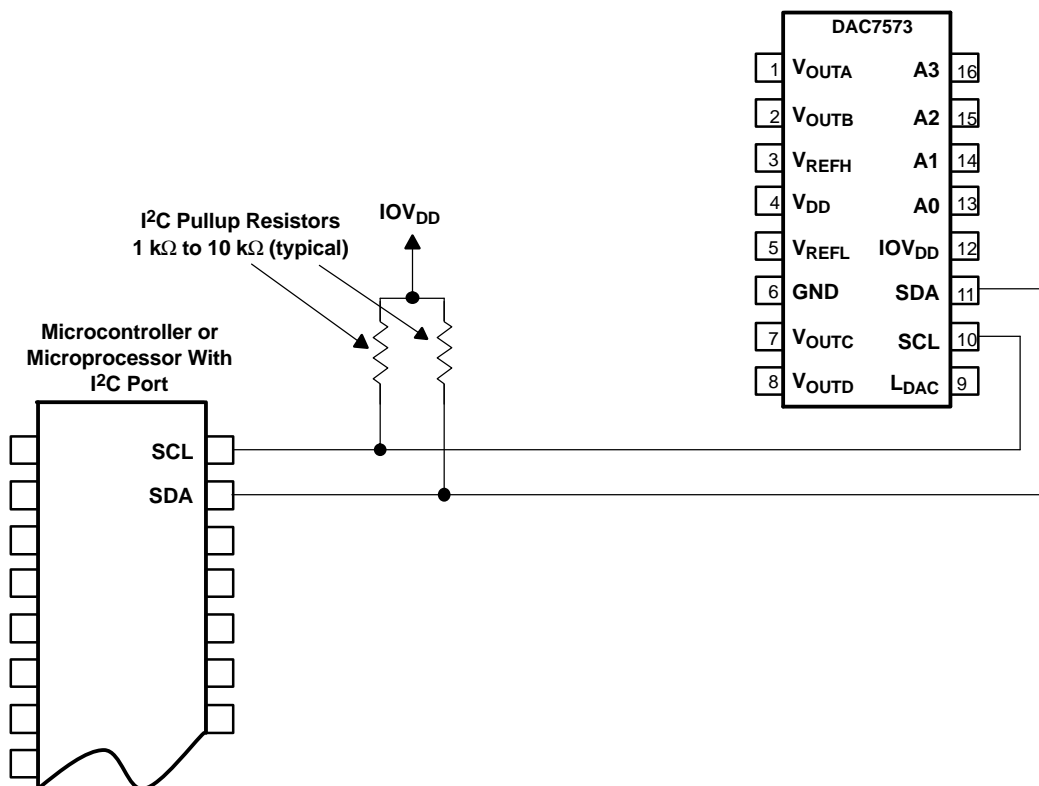 DAC7573
1 VOUTA A3 16
2 VOUTB A2 15
3 VREFH A1 14
4 VDD A0 13
5 VREFL IOVDD 12
6 GND SDA 11
7 VOUTC SCL 10
8 VOUTD LDAC 9
I2C Pullup Resistors
1 kΩ to 10 kΩ (typical)
IOVDD
Microcontroller or
Microprocessor With
I2C Port
SCL
SDA